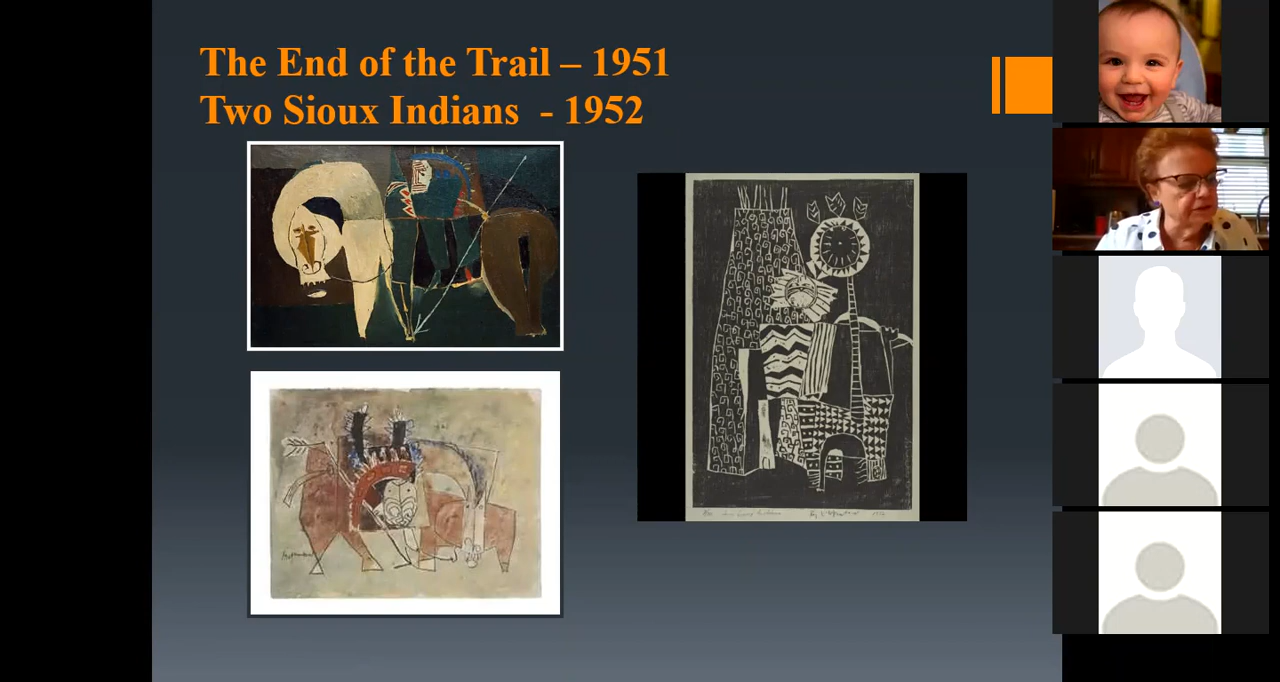 The End of the Trail – 1951
Two Sioux Indians - 1952